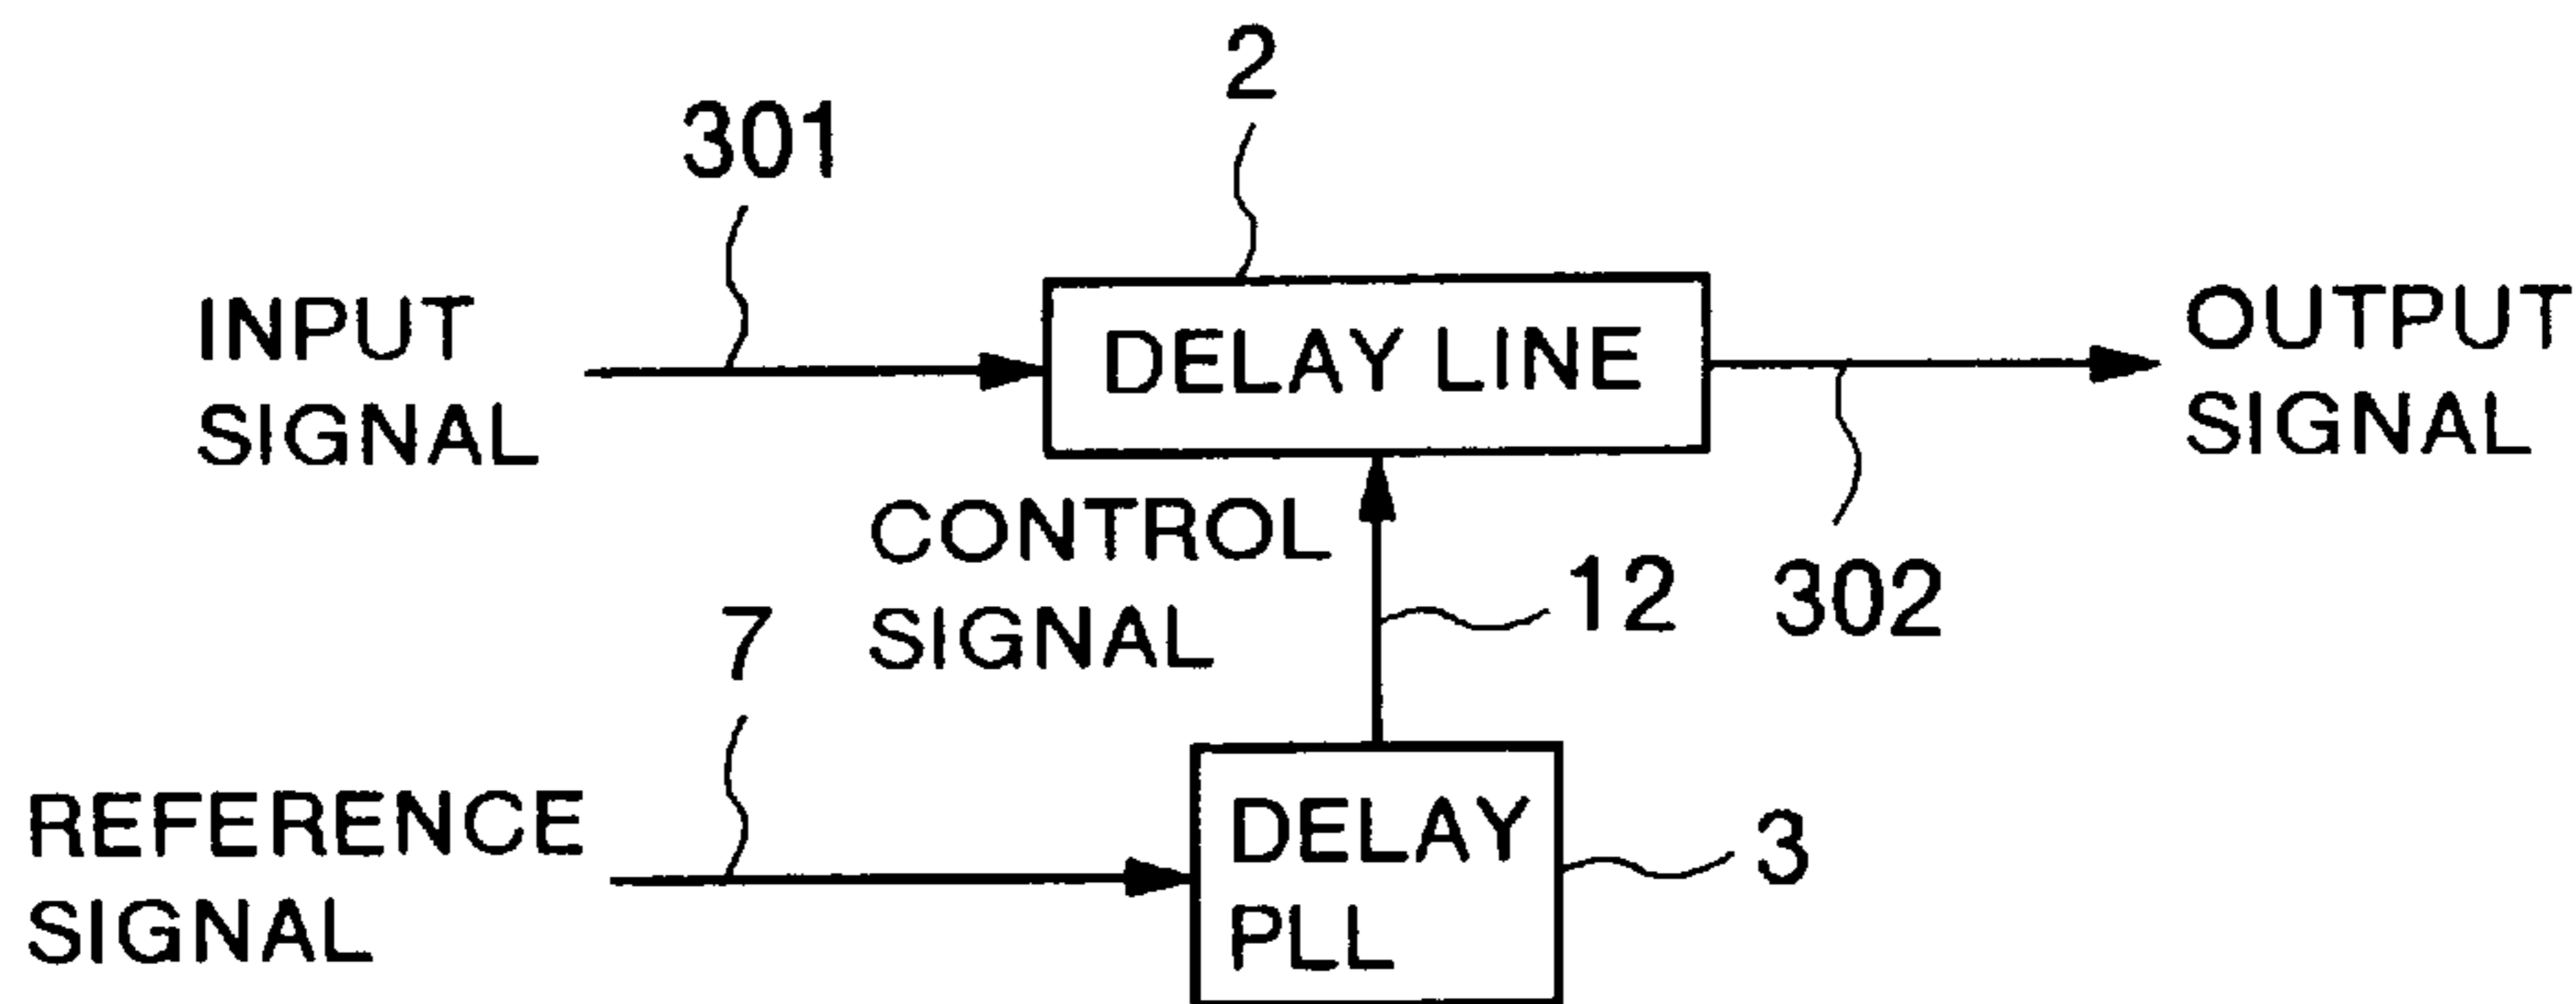 2
301
INPUT
SIGNAL
DELAY LINE
OUTPUT
SIGNAL
CONTROL
SIGNAL
12
302
7
REFERENCE
SIGNAL
DELAY
PLL
3